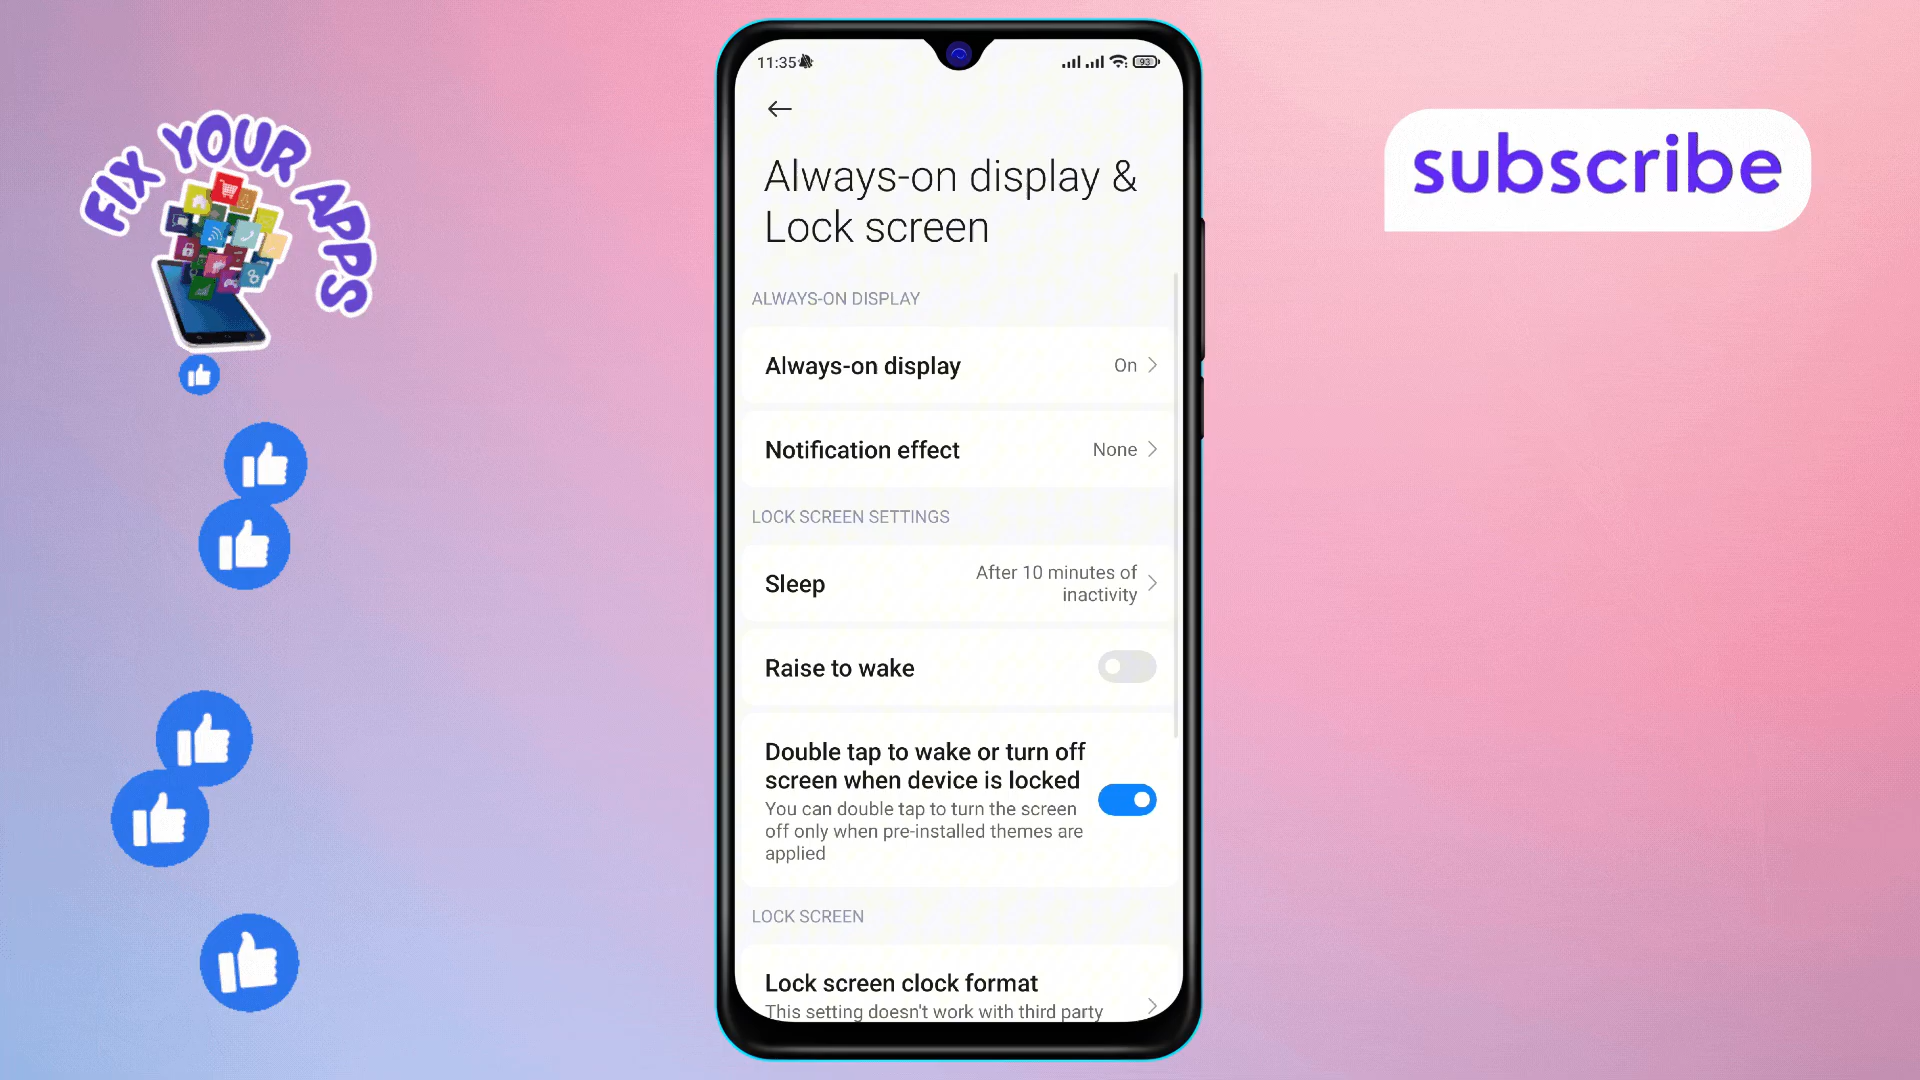 FIX YOUR APPS
subscribe
11:35
93
Always-on display &
Lock screen
ALWAYS-ON DISPLAY
Always-on display On
Notification effect None
LOCK SCREEN SETTINGS
Sleep After 10 minutes of
inactivity
Raise to wake
Double tap to wake or turn off
screen when device is locked
You can double tap to turn the screen
off only when pre-installed themes are
applied
LOCK SCREEN
Lock screen clock format
This setting doesn't work with third party